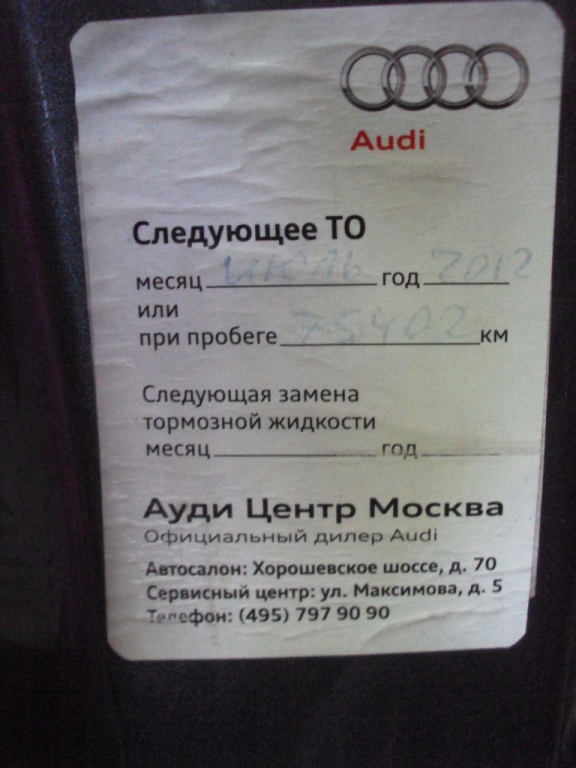 Audi
Следующее ТО
месяц июль год 2012
или
при пробеге 75402 км
Следующая замена
тормозной жидкости
месяц год
Ауди Центр Москва
Официальный дилер Audi
Автосалон: Хорошевское шоссе, д. 70
Сервисный центр: ул. Максимова, д. 5
Телефон: (495) 797 90 90